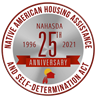 NATIVE AMERICAN HOUSING ASSISTANCE
NAHASDA
1996 2021
25th
ANNIVERSARY
AND SELF-DETERMINATION ACT